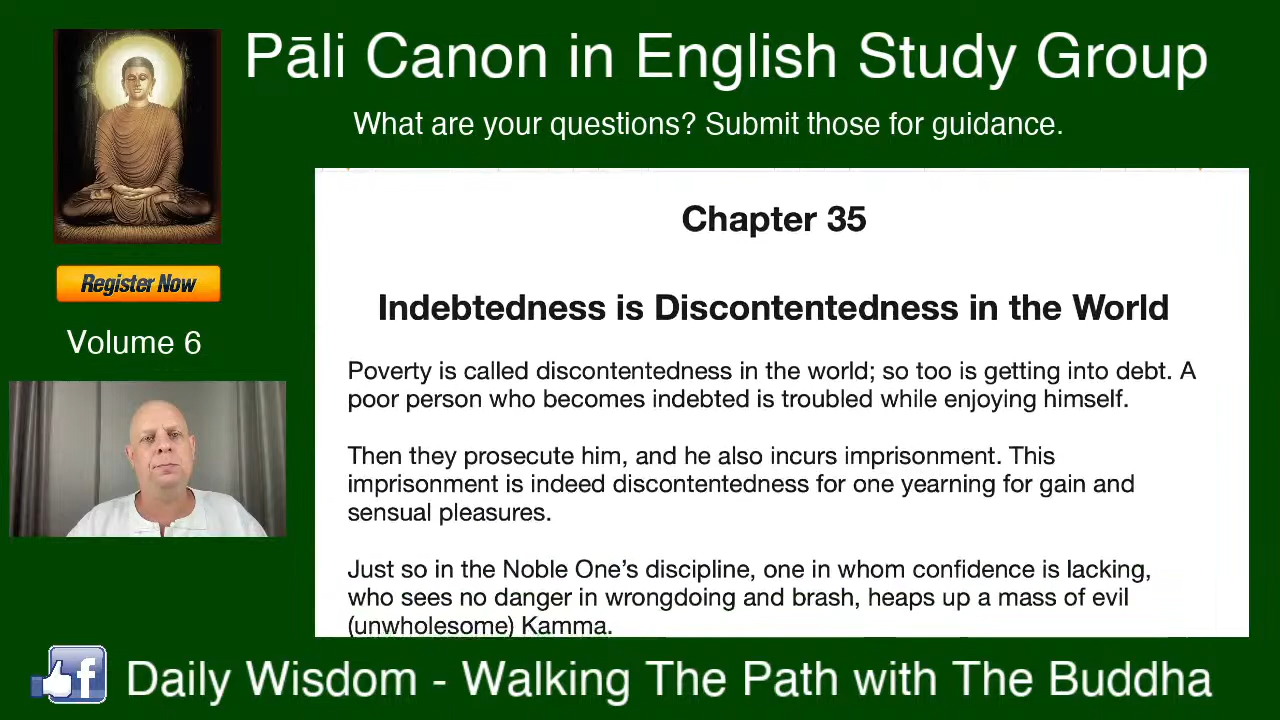 Pāli Canon in English Study Group
What are your questions? Submit those for guidance.
Register Now
Volume 6
Chapter 35
Indebtedness is Discontentedness in the World
Poverty is called discontentedness in the world; so too is getting into debt. A
poor person who becomes indebted is troubled while enjoying himself.
Then they prosecute him, and he also incurs imprisonment. This
imprisonment is indeed discontentedness for one yearning for gain and
sensual pleasures.
Just so in the Noble One’s discipline, one in whom confidence is lacking,
who sees no danger in wrongdoing and brash, heaps up a mass of evil
(unwholesome) Kamma.
f
Daily Wisdom - Walking The Path with The Buddha